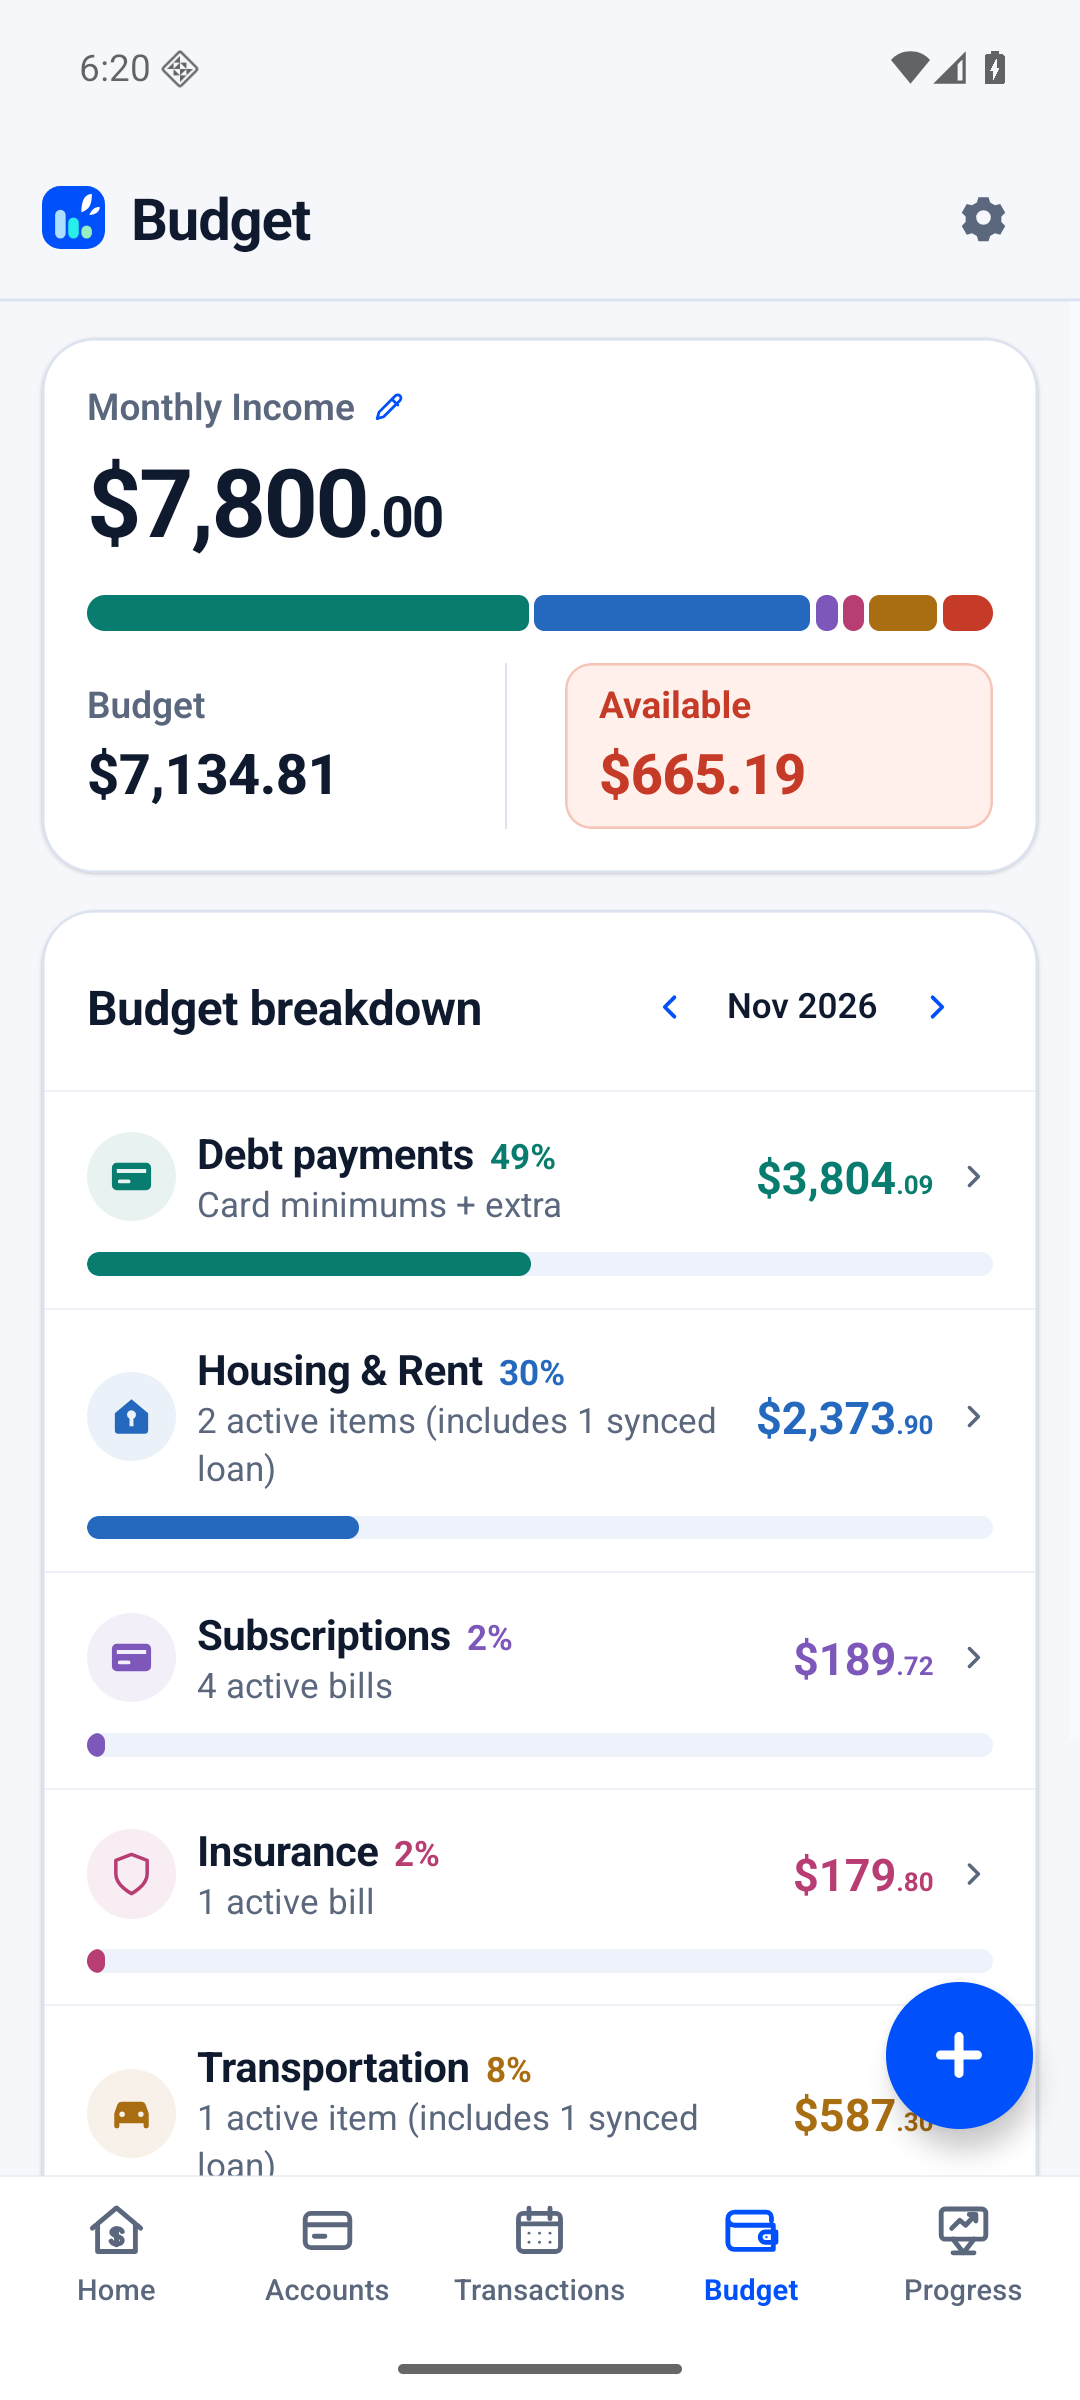 6:20
Budget
Monthly Income
$7,800.00
Budget
$7,134.81
Available
$665.19
Budget breakdown
Nov 2026
Debt payments 49%
Card minimums + extra
$3,804.09
Housing & Rent 30%
2 active items (includes 1 synced
loan)
$2,373.90
Subscriptions 2%
4 active bills
$189.72
Insurance 2%
1 active bill
$179.80
Transportation 8%
1 active item (includes 1 synced
loan)
$587.30
Home
Accounts
Transactions
Budget
Progress